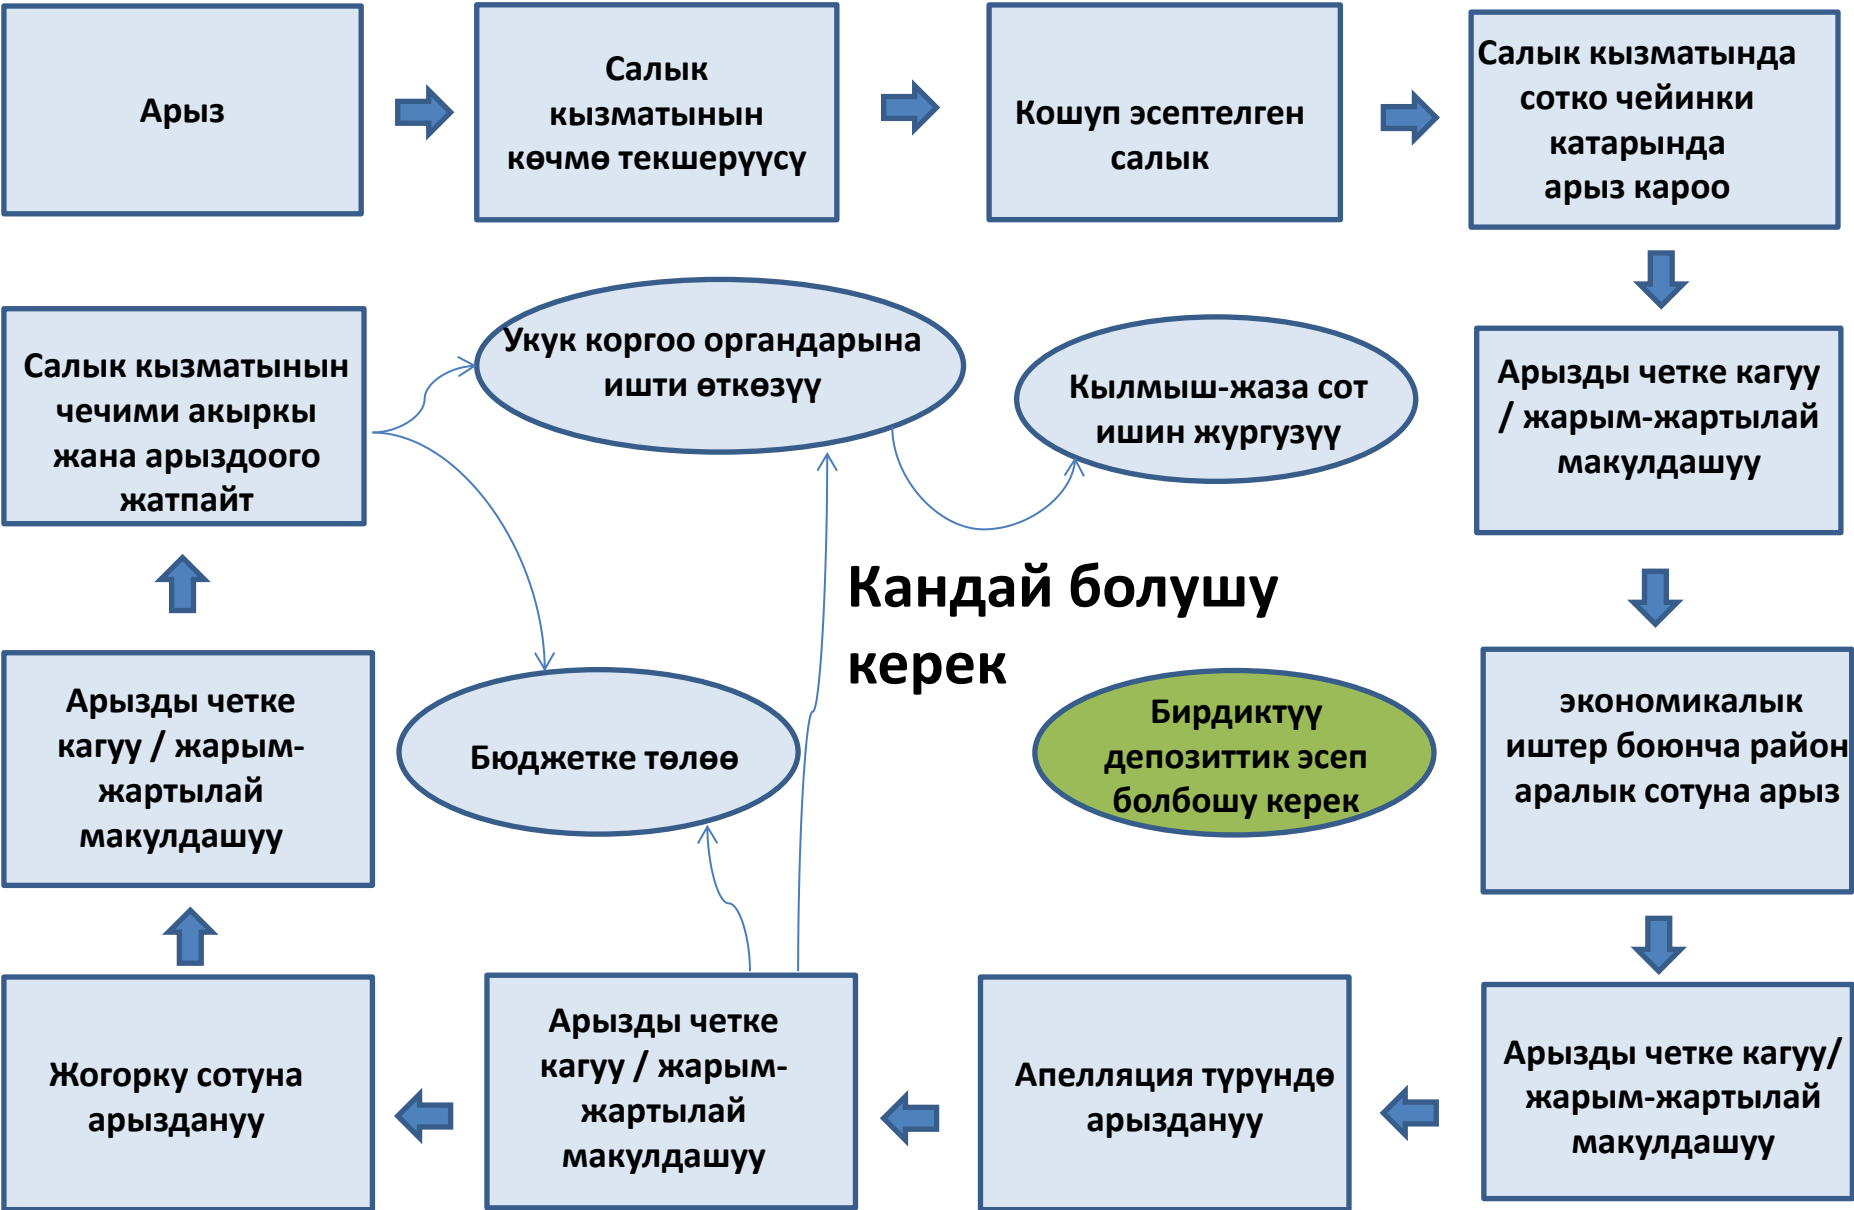 Арыз
Салык
кызматынын
көчмө текшерүүсү
Кошуп эсептелген
салык
Салык кызматында
сотко чейинки
катарында
арыз кароо
Салык кызматынын
чечими акыркы
жана арыздоого
жатпайт
Укук коргоо органдарына
ишти өткөзүү
Кылмыш-жаза сот
ишин жургузүү
Арызды четке кагуу
/ жарым-жартылай
макулдашуу
Кандай болушу
керек
Арызды четке
кагуу / жарым-
жартылай
макулдашуу
Бюджетке төлөө
Бирдиктүү
депозиттик эсеп
болбошу керек
экономикалык
иштер боюнча район
аралык сотуна арыз
Жогорку сотуна
арыздануу
Арызды четке
кагуу / жарым-
жартылай
макулдашуу
Апелляция түрүндө
арыздануу
Арызды четке кагуу/
жарым-жартылай
макулдашуу